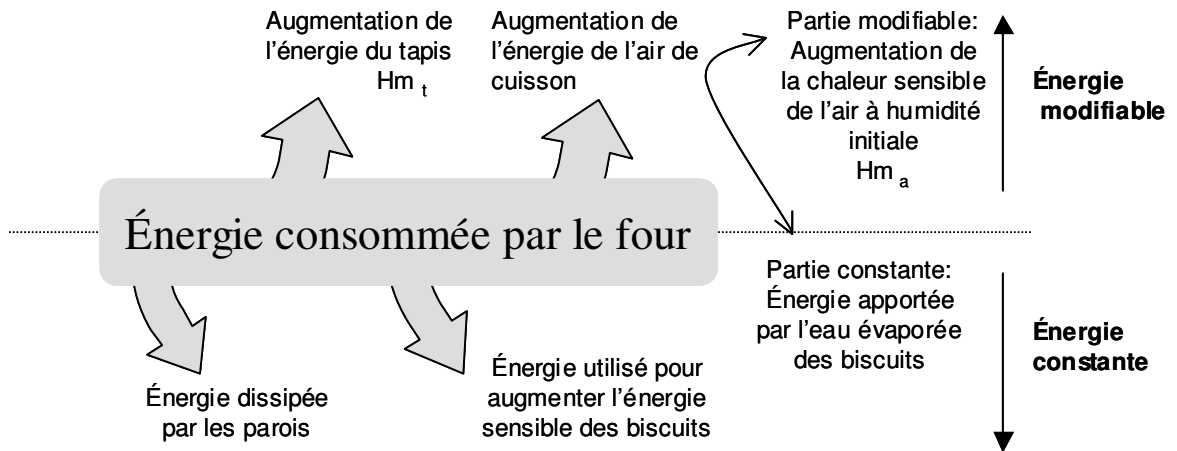 Augmentation de
l'énergie du tapis
Hm t
Augmentation de
l'énergie de l'air de
cuisson
Partie modifiable:
Augmentation de
la chaleur sensible
de l'air à humidité
initiale
Hm a
Énergie
modifiable
Énergie consommée par le four
Partie constante:
Énergie apportée
par l'eau évaporée
des biscuits
Énergie
constante
Énergie dissipée
par les parois
Énergie utilisé pour
augmenter l'énergie
sensible des biscuits